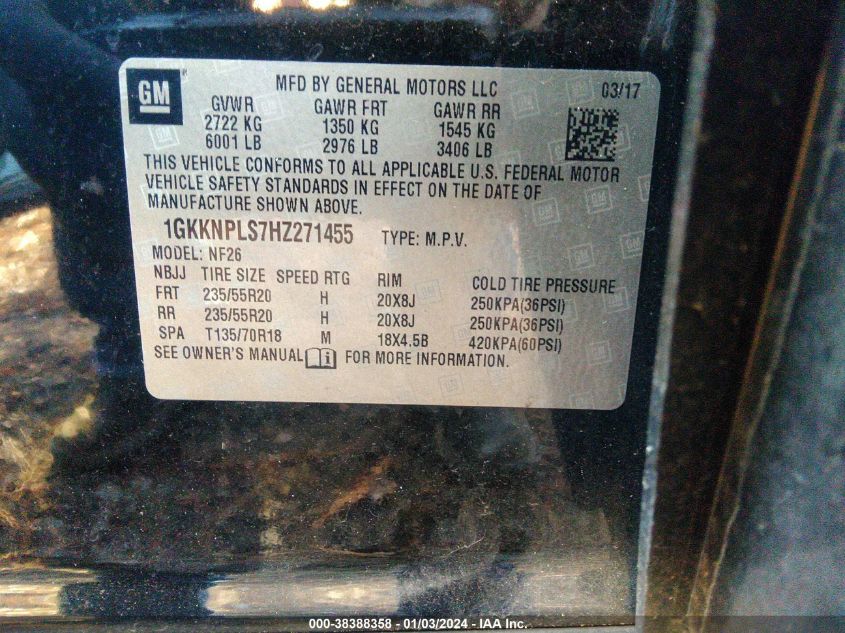 GM MFD BY GENERAL MOTORS LLC 03/17
GVWR GAWR FRT GAWR RR
2722 KG 1350 KG 1545 KG
6001 LB 2976 LB 3406 LB
THIS VEHICLE CONFORMS TO ALL APPLICABLE U.S. FEDERAL MOTOR
VEHICLE SAFETY STANDARDS IN EFFECT ON THE DATE OF
MANUFACTURE SHOWN ABOVE.
1GKKNPLS7HZ271455 TYPE: M.P.V.
MODEL: NF26
NBJJ TIRE SIZE SPEED RTG RIM COLD TIRE PRESSURE
FRT 235/55R20 H 20X8J 250KPA(36PSI)
RR 235/55R20 H 20X8J 250KPA(36PSI)
SPA T135/70R18 M 18X4.5B 420KPA(60PSI)
SEE OWNER'S MANUAL FOR MORE INFORMATION.
000-38388358 - 01/03/2024 - IAA Inc.